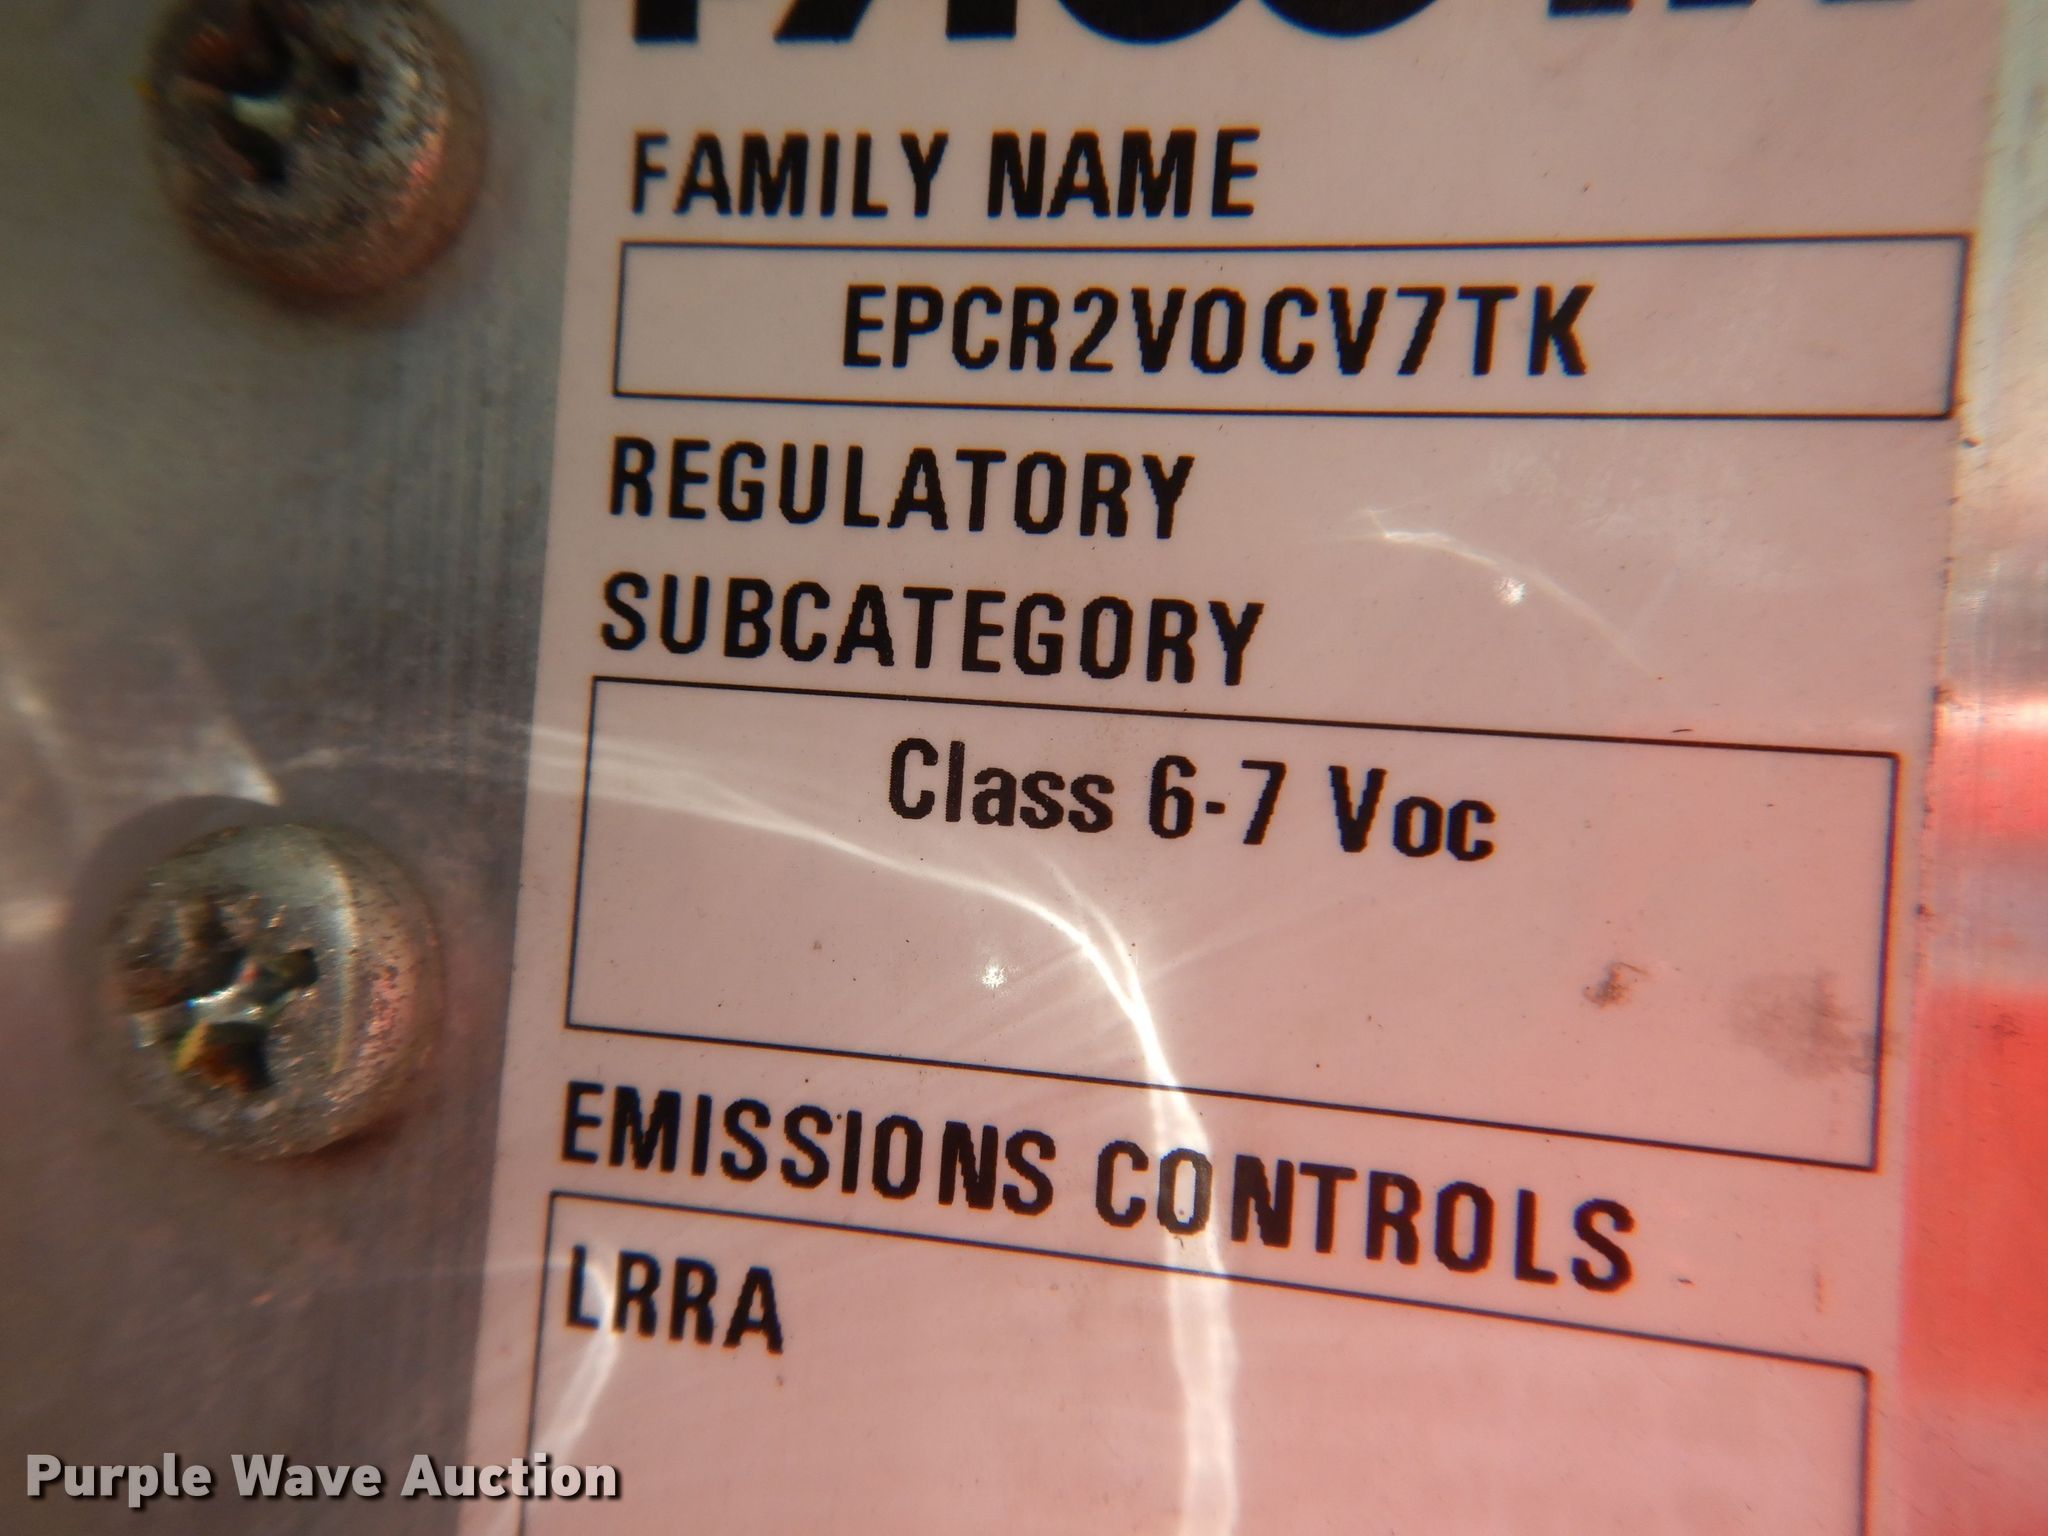 FAMILY NAME
EPCR2VOCV7TK
REGULATORY
SUBCATEGORY
Class 6-7 Voc
EMISSIONS CONTROLS
LRRA
Purple Wave Auction